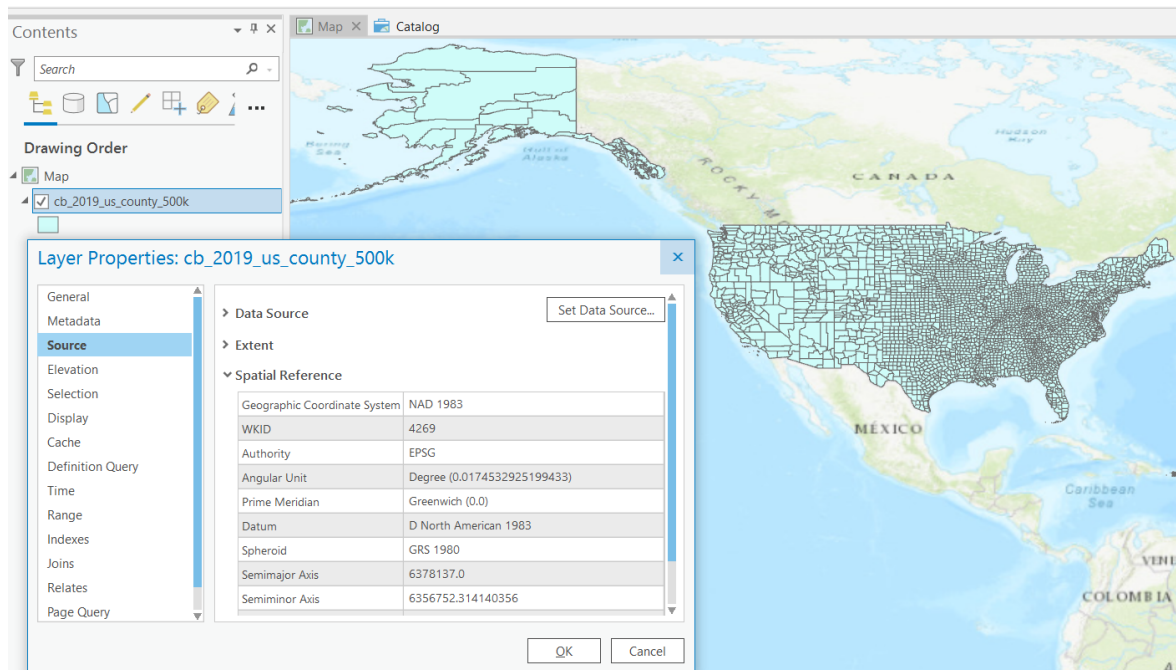 Contents
Map
Catalog
Search
Drawing Order
Map
cb_2019_us_county_500k
Layer Properties: cb_2019_us_county_500k
General
Metadata
Source
Elevation
Selection
Display
Cache
Definition Query
Time
Range
Indexes
Joins
Relates
Page Query
Data Source
Set Data Source...
Extent
Spatial Reference
Geographic Coordinate System NAD 1983
WKID 4269
Authority EPSG
Angular Unit Degree (0.0174532925199433)
Prime Meridian Greenwich (0.0)
Datum D North American 1983
Spheroid GRS 1980
Semimajor Axis 6378137.0
Semiminor Axis 6356752.314140356
OK
Cancel
Bering
Sea
Gulf of
Alaska
Hudson
Bay
ROCKY M
CANADA
MÉXICO
Caribbean
Sea
VENE
COLOMBIA